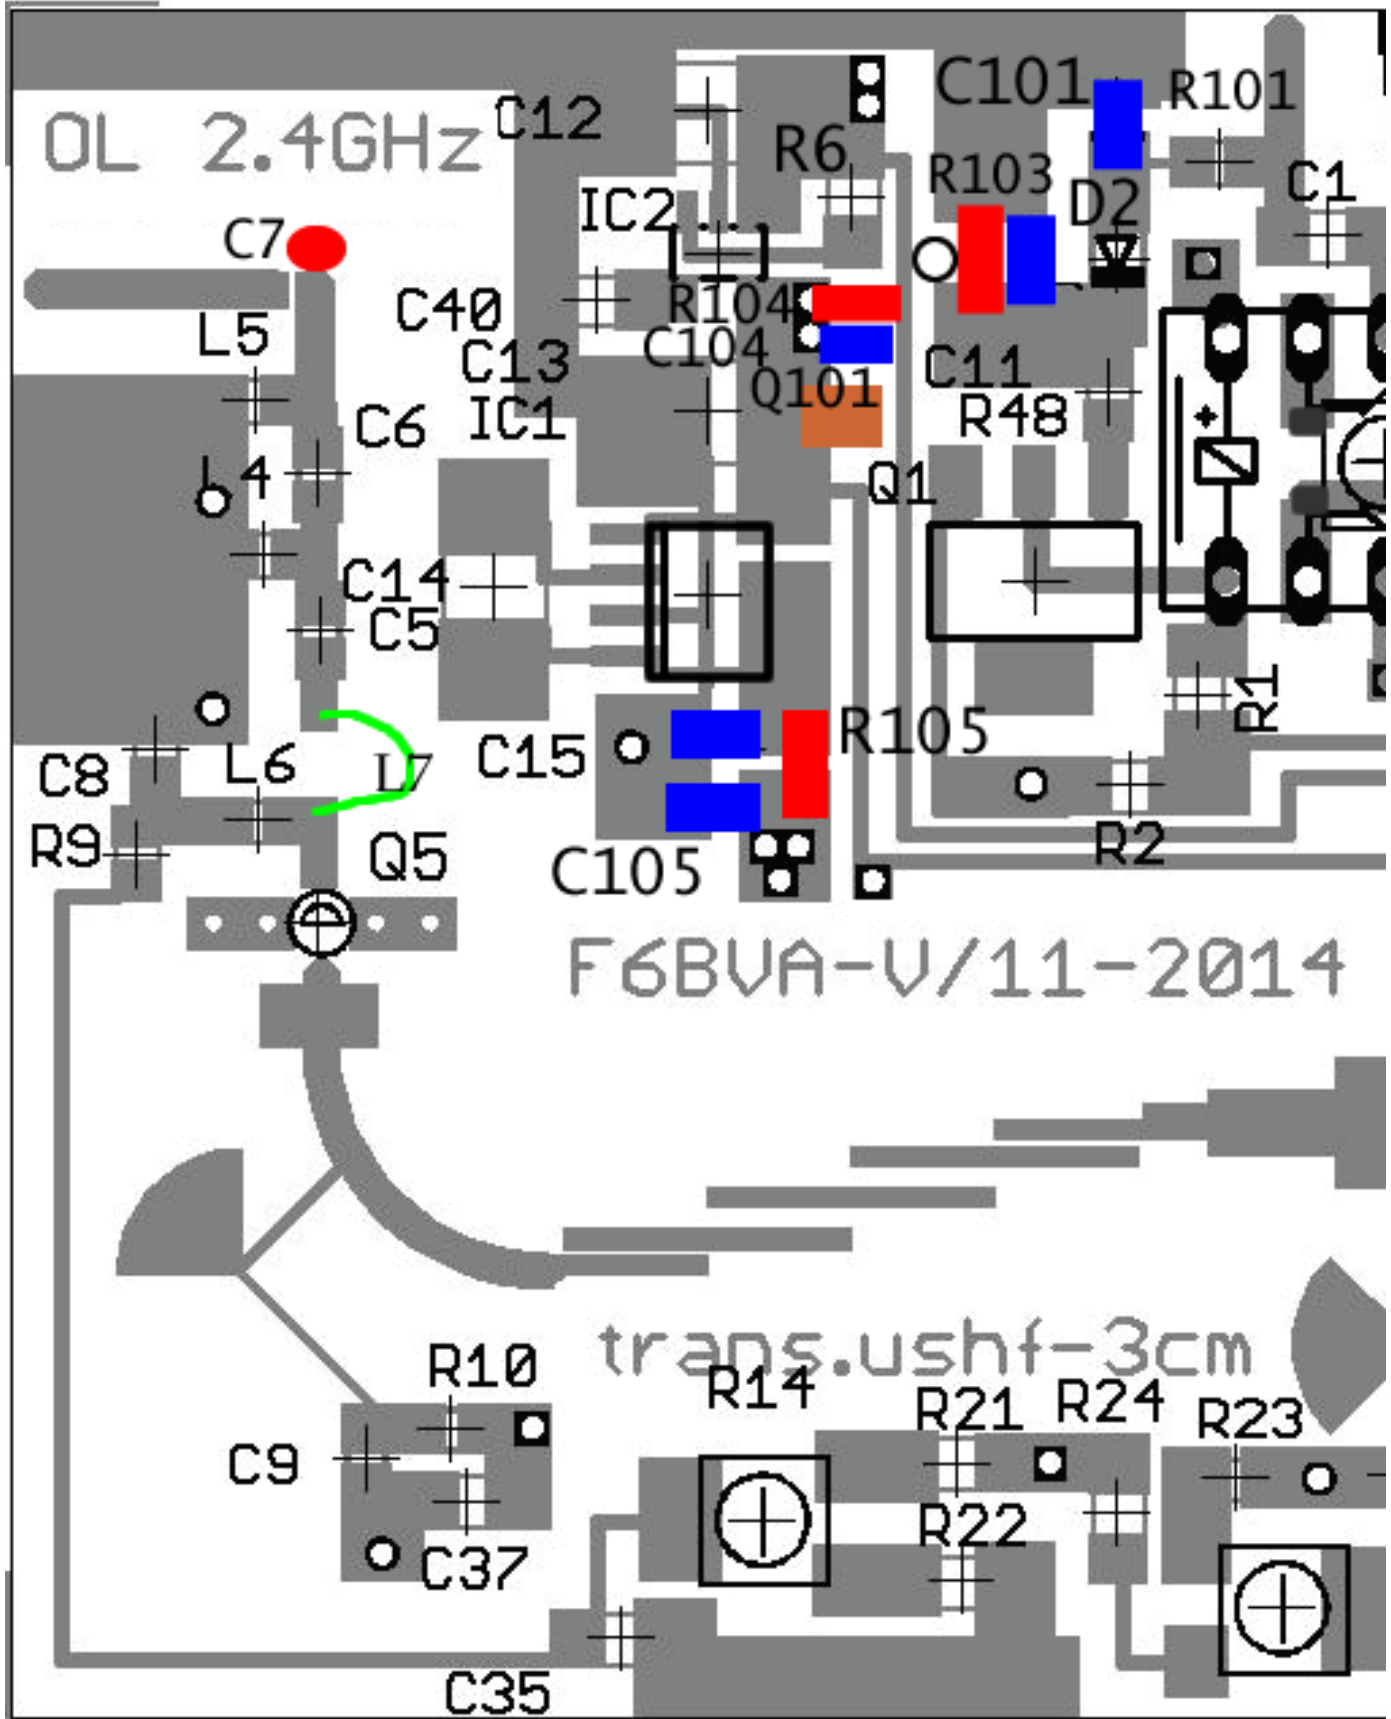 C101
R101
C12
OL 2.4GHz
R6
R103
C1
IC2
D2
C7
C40
R104
L5
C104
C13
C11
Q101
IC1
R48
C6
L4
Q1
C14
C5
R1
R105
C15
L7
L6
C8
R9
Q5
R2
C105
F6BVA-V/11-2014
trans.ushf-3cm
R10
R14
R24
R21
R23
C9
R22
C37
C35